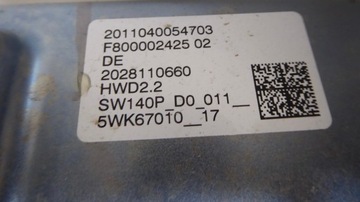 2011040054703
F800002425 02
DE
2028110660
HWD2.2
SW140P_D0_011__
5WK67010__17